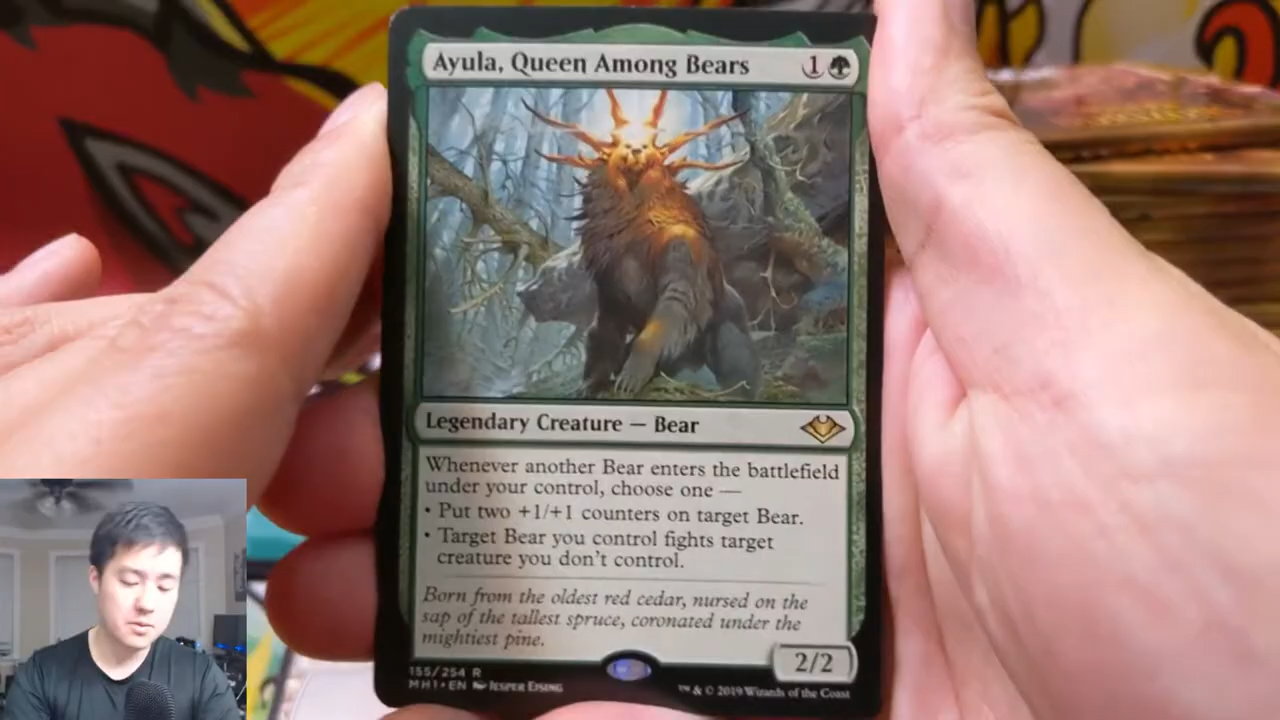 Ayula, Queen Among Bears 1
Legendary Creature — Bear
Whenever another Bear enters the battlefield
under your control, choose one —
• Put two +1/+1 counters on target Bear.
• Target Bear you control fights target
creature you don't control.
Born from the oldest red cedar, nursed on the
sap of the tallest spruce, coronated under the
mightiest pine.
2/2
155/254 R
MH1 • EN Jesper Ejsing
™ & © 2019 Wizards of the Coast